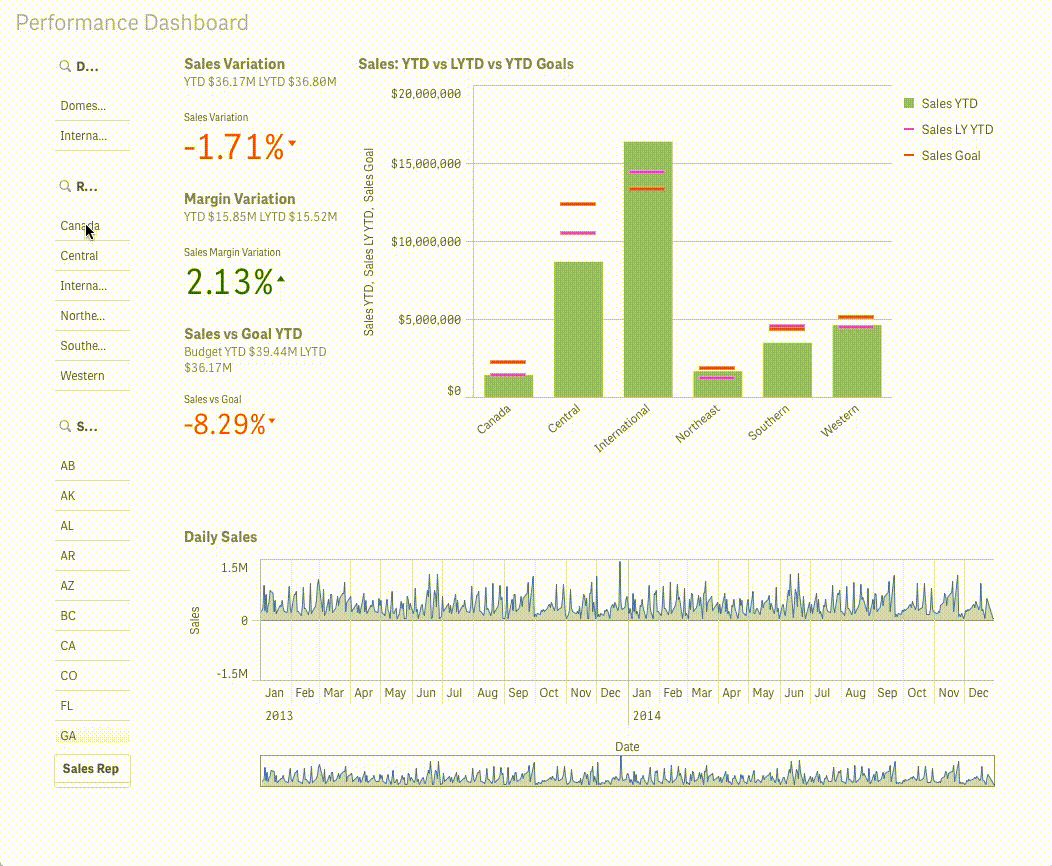 Performance Dashboard
D...
Domes...
Interna...
R...
Canada
Central
Interna...
Northe...
Southe...
Western
S...
AB
AK
AL
AR
AZ
BC
CA
CO
FL
GA
Sales Rep
Sales Variation
YTD $36.17M LYTD $36.80M
Sales Variation
-1.71%
Margin Variation
YTD $15.85M LYTD $15.52M
Sales Margin Variation
2.13%
Sales vs Goal YTD
Budget YTD $39.44M LYTD
$36.17M
Sales vs Goal
-8.29%
Sales: YTD vs LYTD vs YTD Goals
Sales YTD, Sales LY YTD, Sales Goal
$20,000,000
$15,000,000
$10,000,000
$5,000,000
$0
Canada
Central
International
Northeast
Southern
Western
Sales YTD
Sales LY YTD
Sales Goal
Daily Sales
Sales
1.5M
0
-1.5M
Jan Feb Mar Apr May Jun Jul Aug Sep Oct Nov Dec Jan Feb Mar Apr May Jun Jul Aug Sep Oct Nov Dec
2013 2014
Date